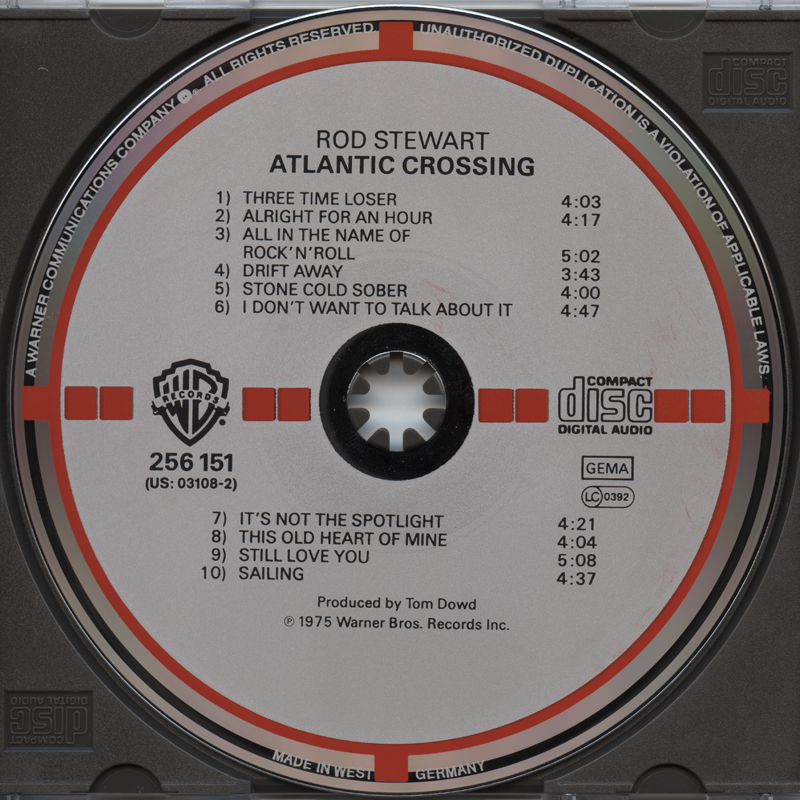 A WARNER COMMUNICATIONS COMPANY ℗® ALL RIGHTS RESERVED
UNAUTHORIZED DUPLICATION IS A VIOLATION OF APPLICABLE LAWS.
COMPACT
disc
DIGITAL AUDIO
ROD STEWART
ATLANTIC CROSSING
1) THREE TIME LOSER 4:03
2) ALRIGHT FOR AN HOUR 4:17
3) ALL IN THE NAME OF
ROCK'N'ROLL 5:02
4) DRIFT AWAY 3:43
5) STONE COLD SOBER 4:00
6) I DON'T WANT TO TALK ABOUT IT 4:47
WB
RECORDS
COMPACT
disc
DIGITAL AUDIO
256 151
(US: 03108-2)
GEMA
LC 0392
7) IT'S NOT THE SPOTLIGHT 4:21
8) THIS OLD HEART OF MINE 4:04
9) STILL LOVE YOU 5:08
10) SAILING 4:37
Produced by Tom Dowd
℗ 1975 Warner Bros. Records Inc.
COMPACT
disc
DIGITAL AUDIO
MADE IN WEST GERMANY